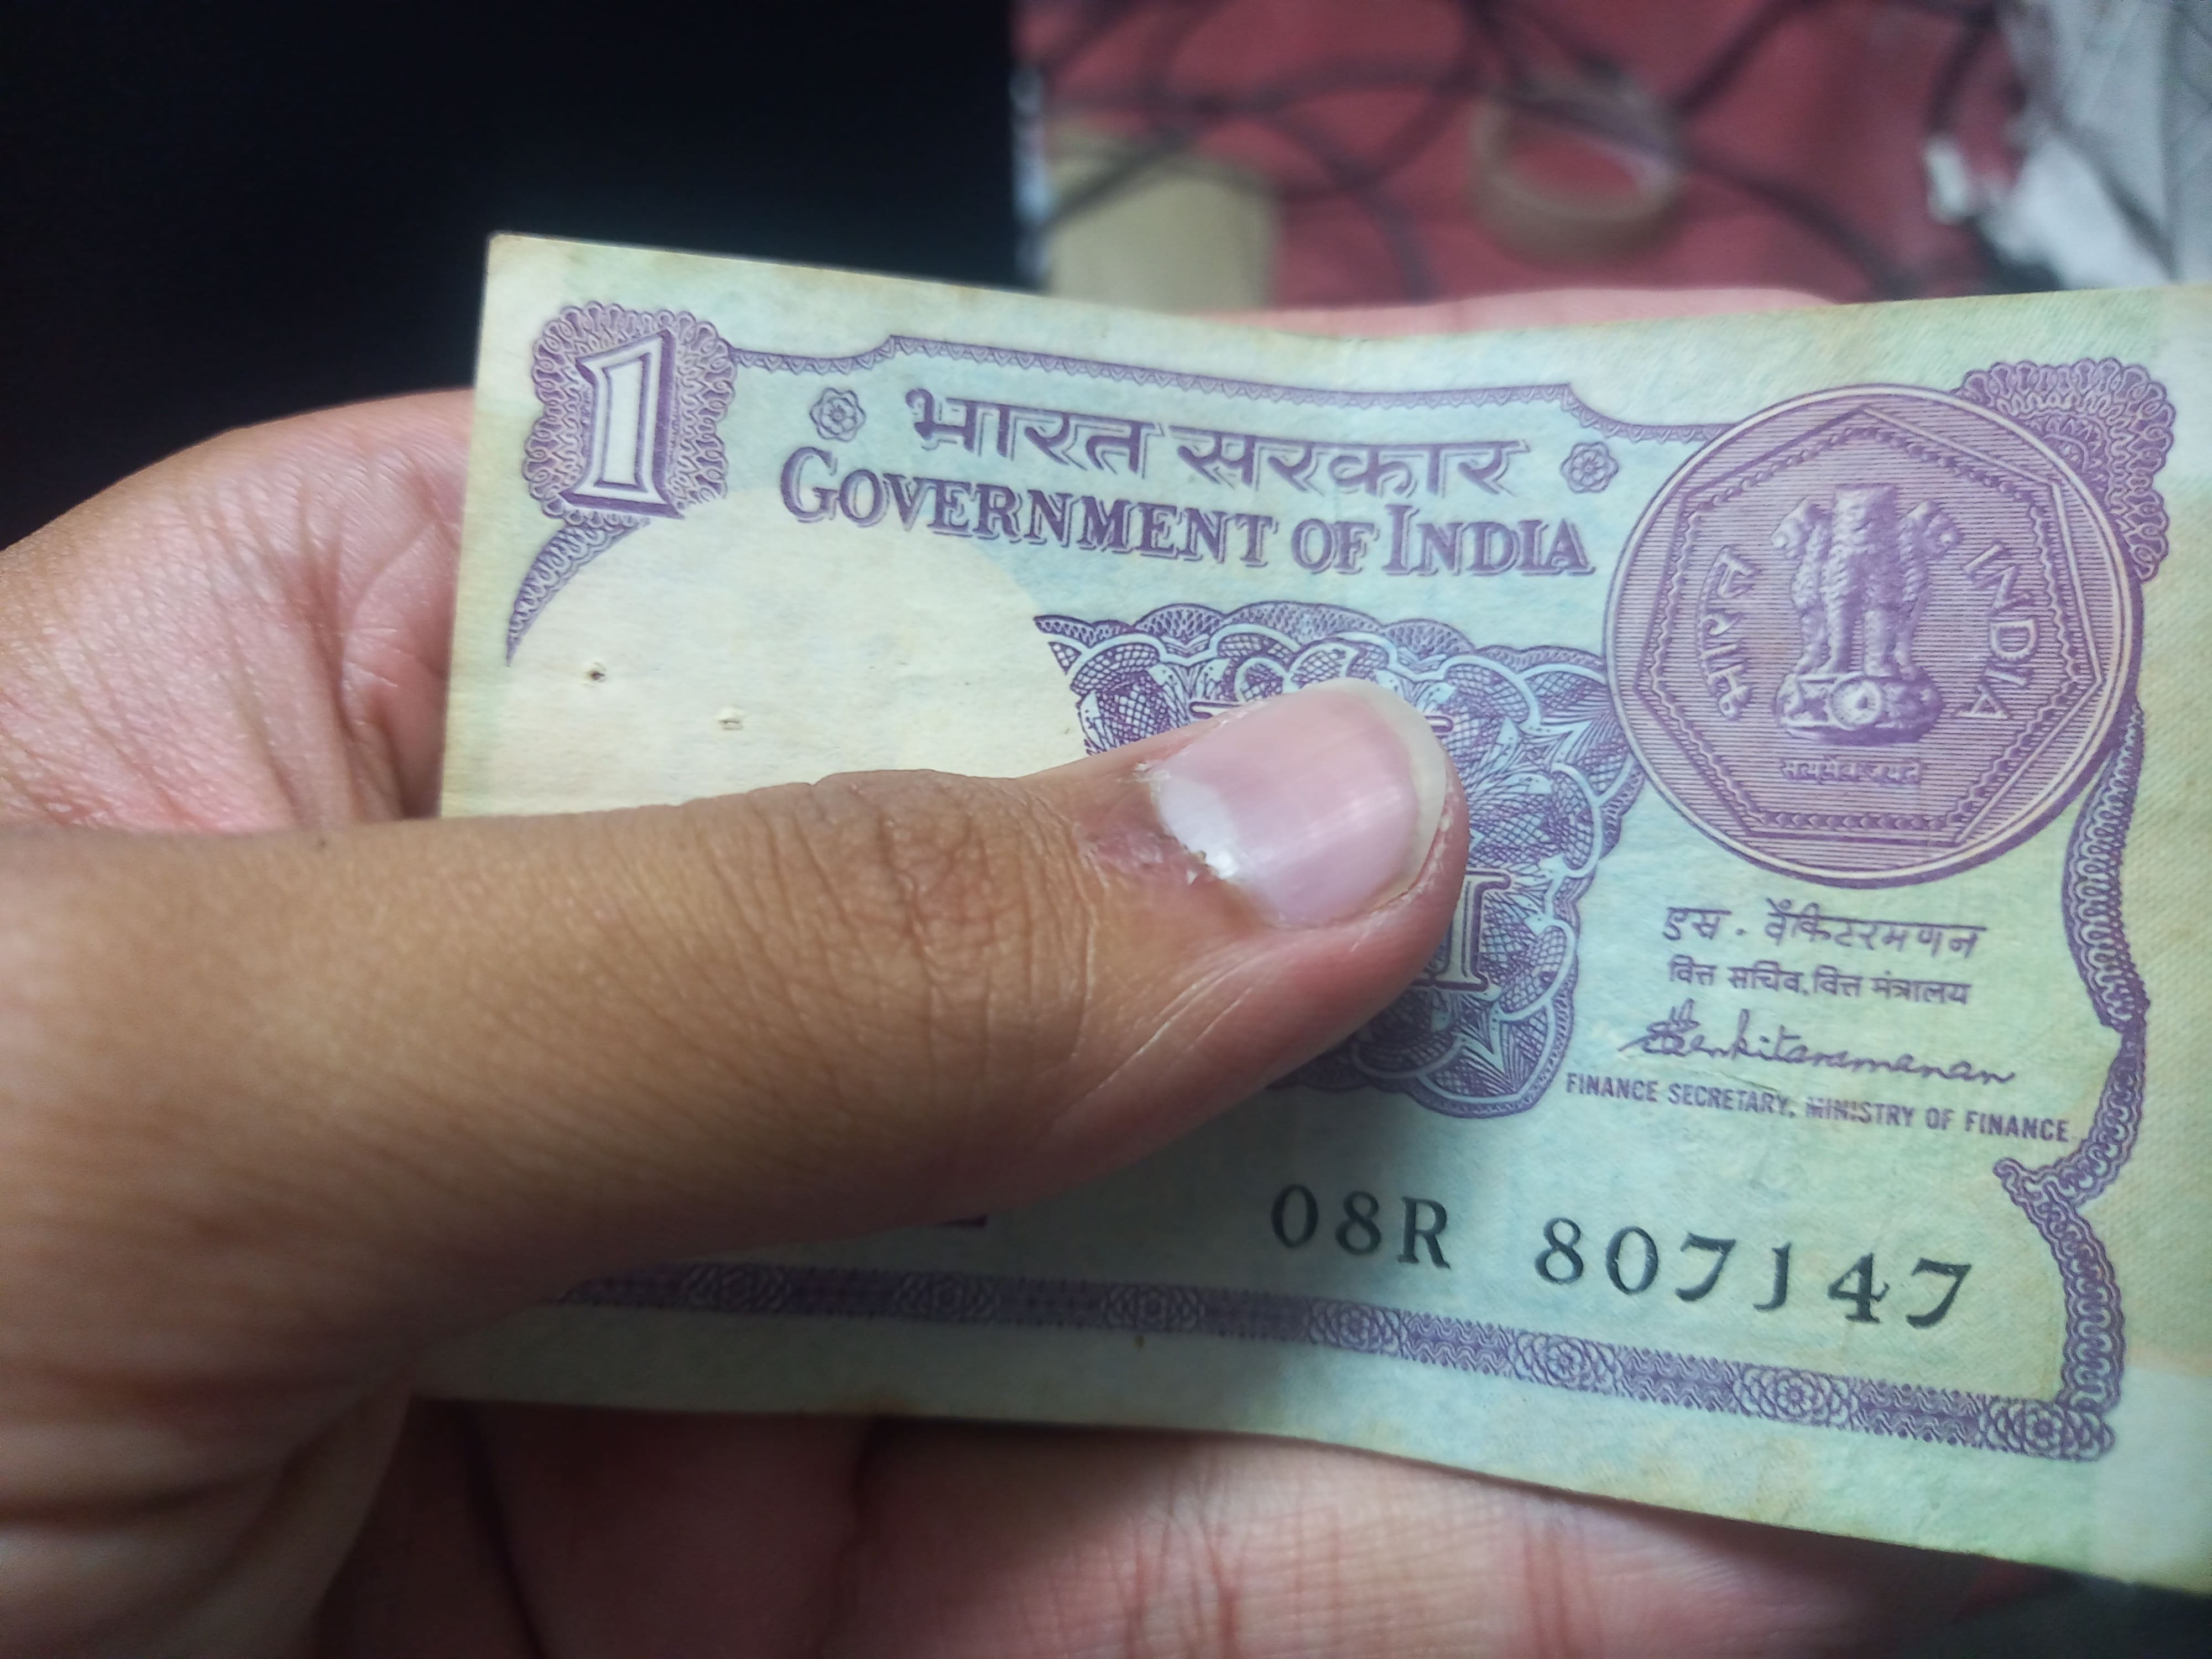 1
भारत सरकार
GOVERNMENT OF INDIA
भारत
INDIA
सत्यमेव जयते
एस. वेंकिटरमणन
वित्त सचिव, वित्त मंत्रालय
SVenkitaramanan
FINANCE SECRETARY, MINISTRY OF FINANCE
08R 807147